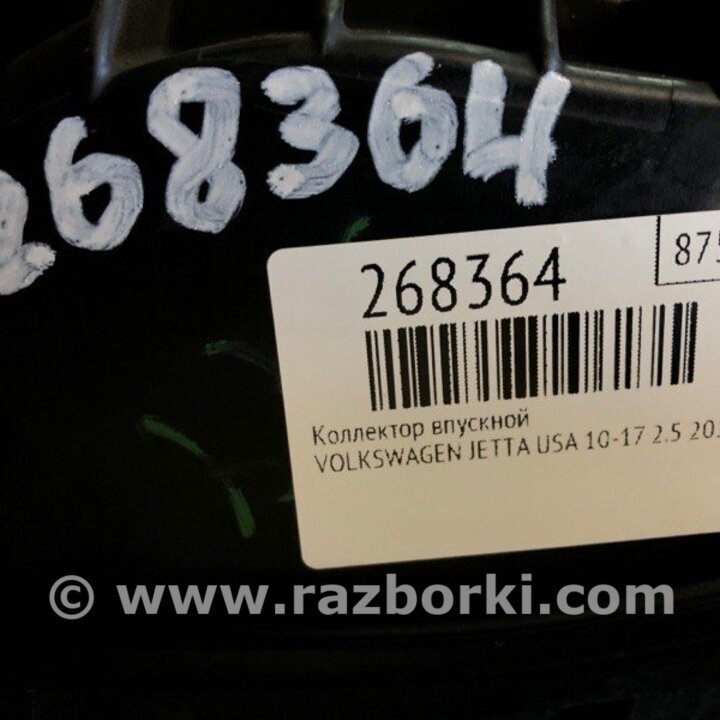 268364
268364
875
Коллектор впускной
VOLKSWAGEN JETTA USA 10-17 2.5
© www.razborki.com